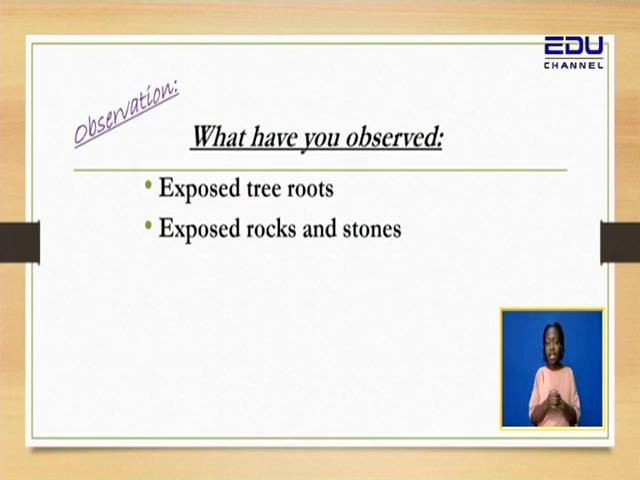 EDU
CHANNEL
Observation:
What have you observed:
• Exposed tree roots
• Exposed rocks and stones